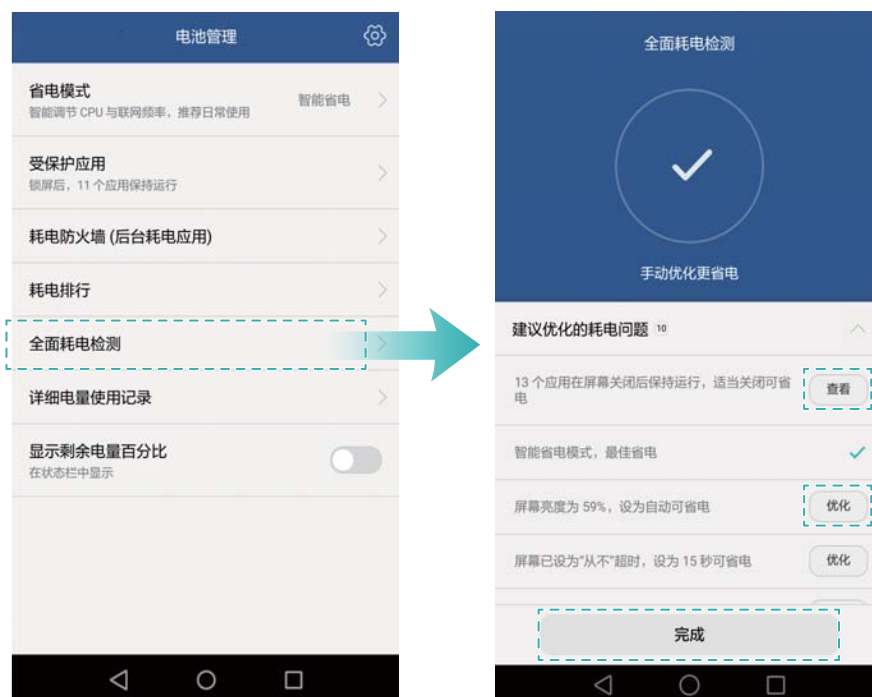 电池管理
省电模式
智能调节 CPU 与联网频率，推荐日常使用
智能省电
受保护应用
锁屏后，11 个应用保持运行
耗电防火墙 (后台耗电应用)
耗电排行
全面耗电检测
详细电量使用记录
显示剩余电量百分比
在状态栏中显示
全面耗电检测
手动优化更省电
建议优化的耗电问题 10
13 个应用在屏幕关闭后保持运行，适当关闭可省
电
查看
智能省电模式，最佳省电
屏幕亮度为 59%，设为自动可省电
优化
屏幕已设为“从不”超时，设为 15 秒可省电
优化
完成